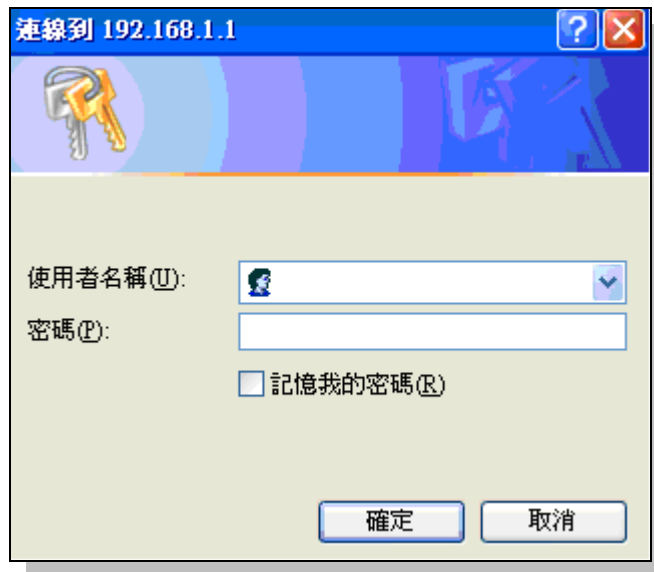 連線到 192.168.1.1
使用者名稱(U):
密碼(P):
記憶我的密碼(R)
確定 取消